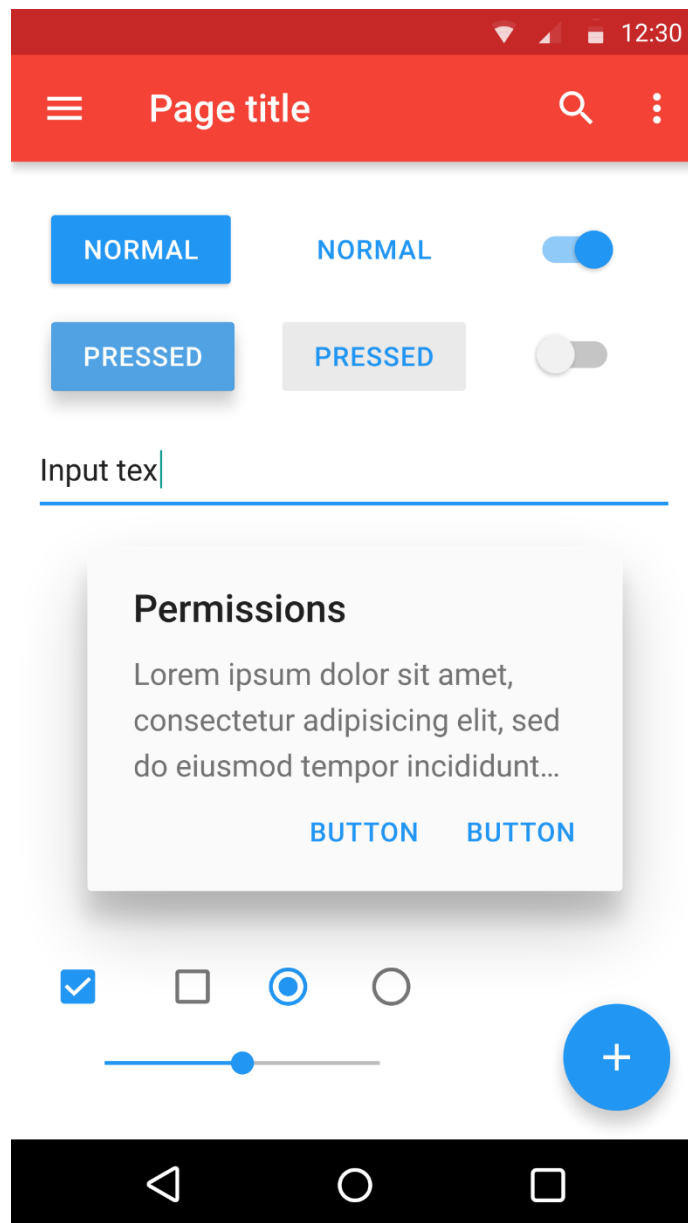 12:30
Page title
NORMAL NORMAL
PRESSED PRESSED
Input tex
Permissions
Lorem ipsum dolor sit amet,
consectetur adipisicing elit, sed
do eiusmod tempor incididunt...
BUTTON BUTTON